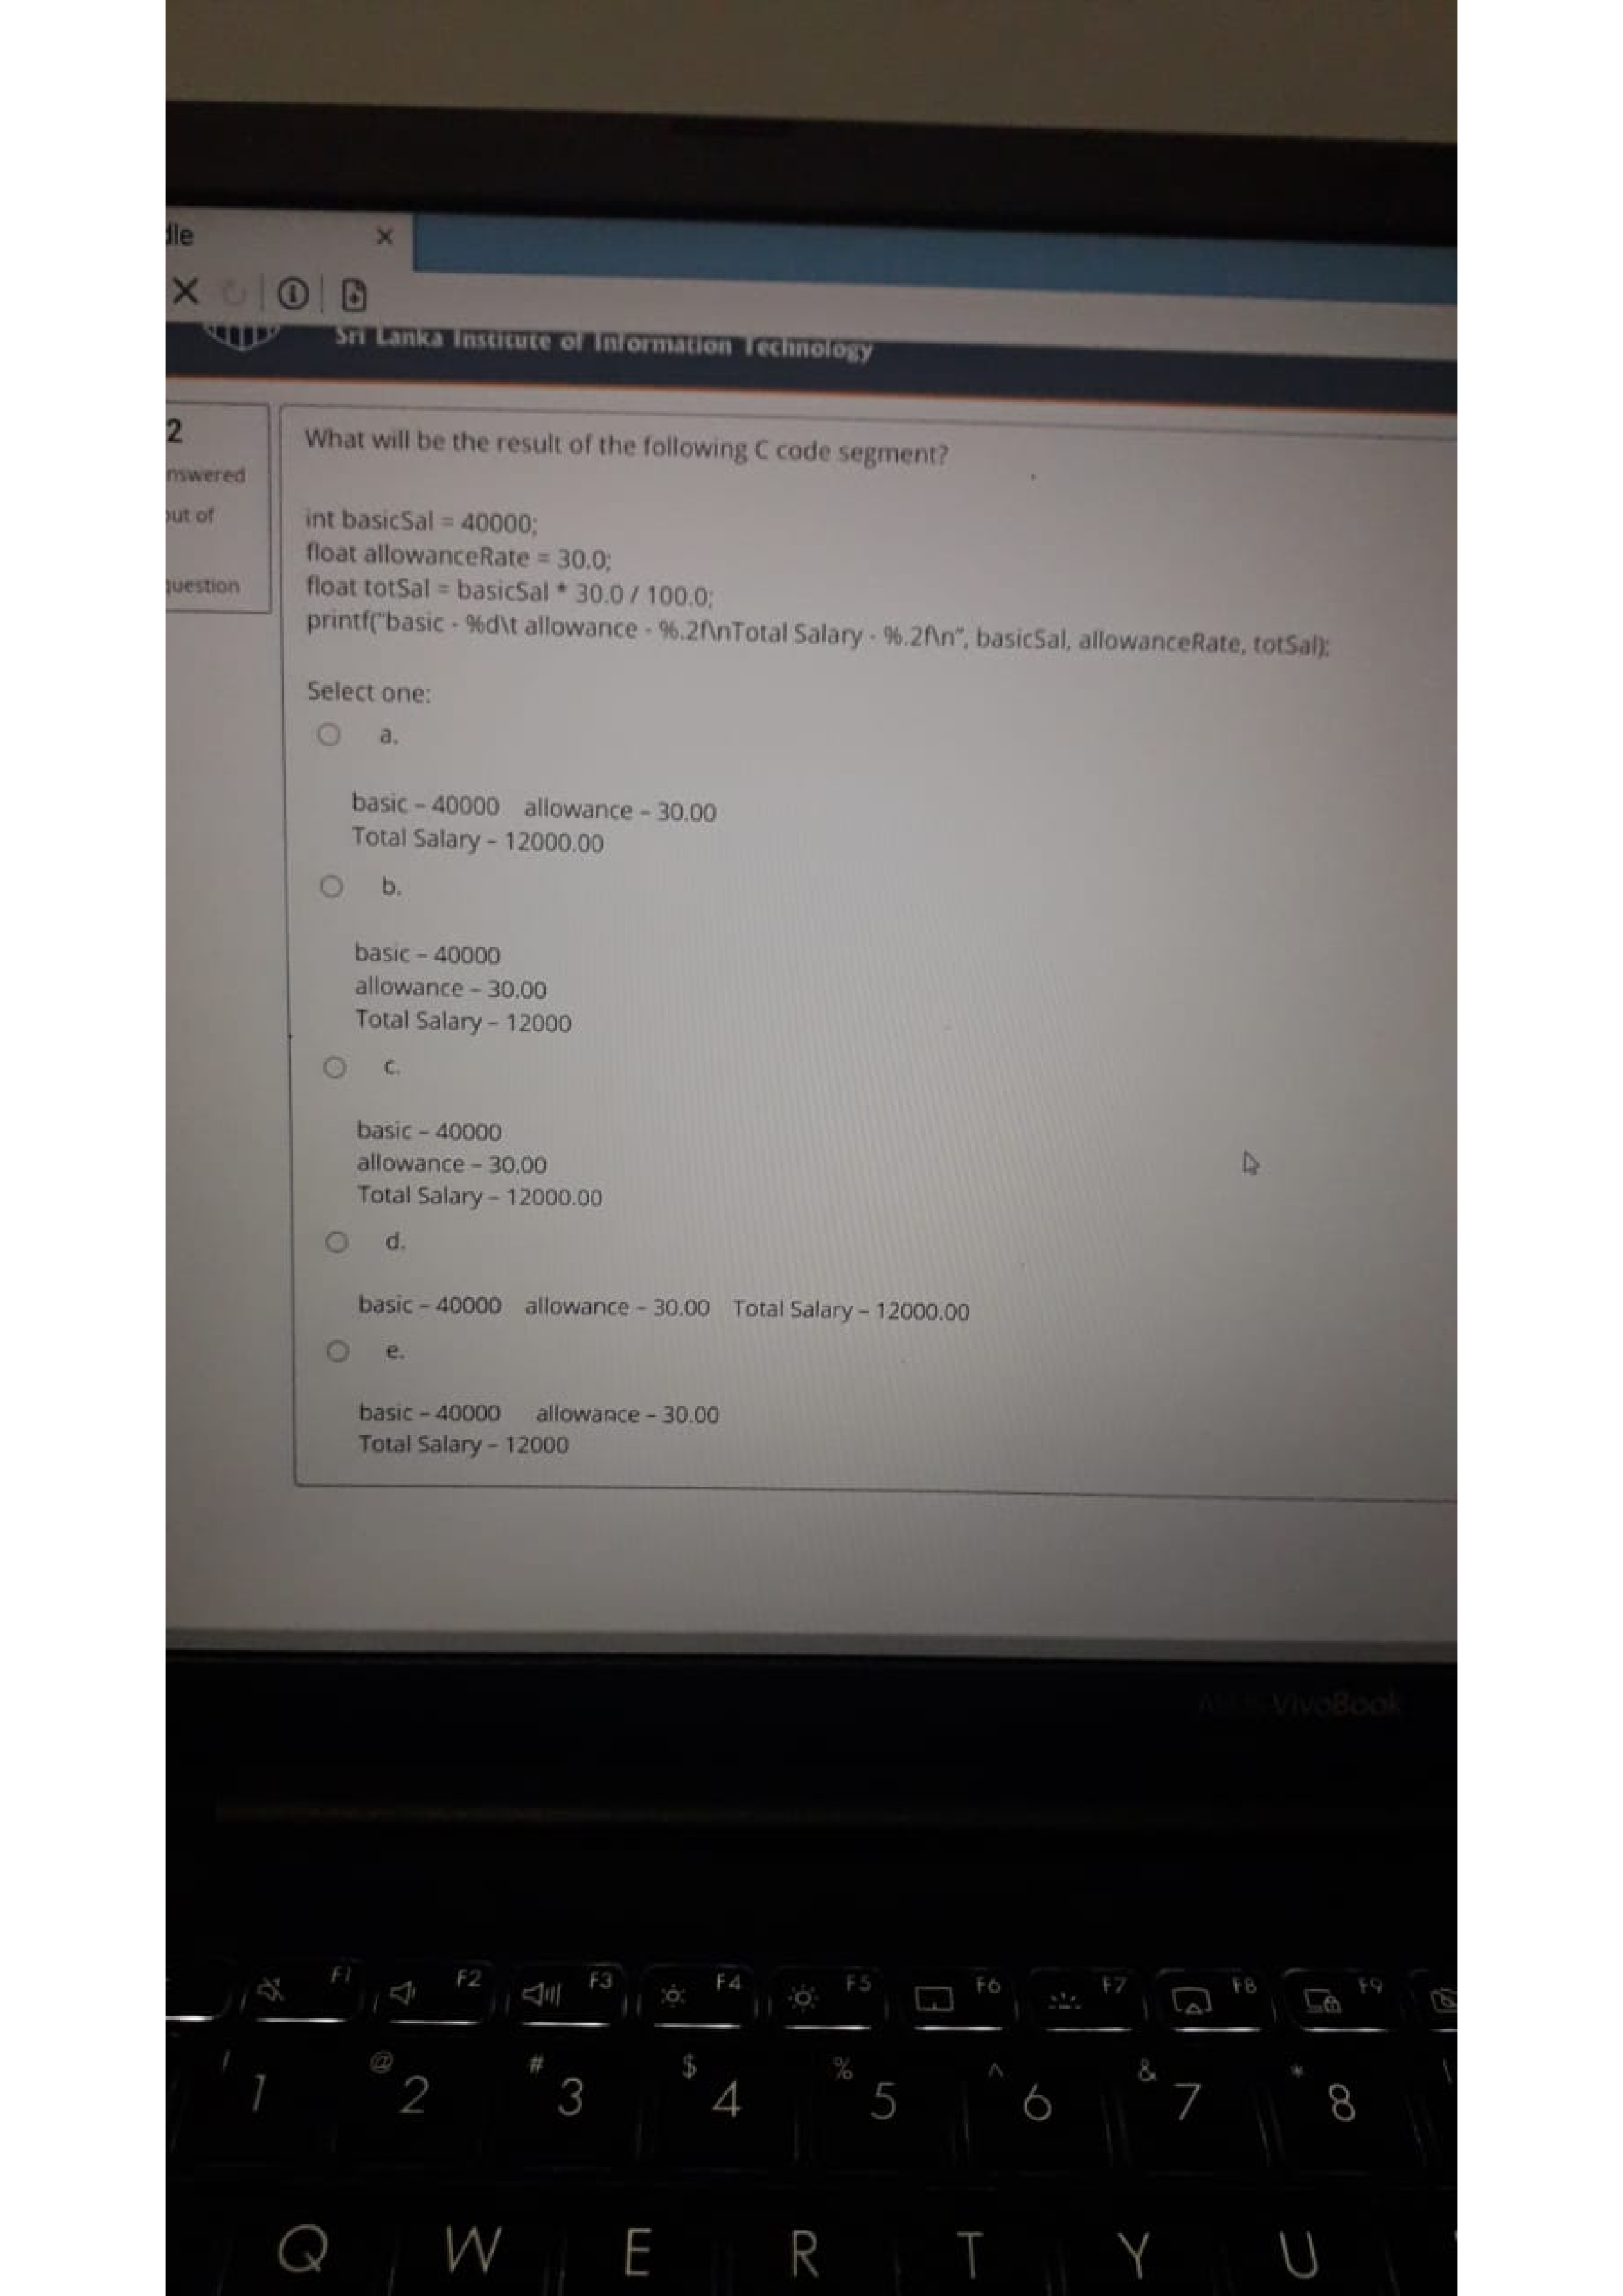 dle
Sri Lanka Institute of Information Technology
2
nswered
out of
question
What will be the result of the following C code segment?
int basicSal = 40000;
float allowanceRate = 30.0;
float totSal = basicSal * 30.0 / 100.0;
printf("basic - %d\t allowance - %.2f\nTotal Salary - %.2f\n", basicSal, allowanceRate, totSal);
Select one:
a.
basic – 40000 allowance – 30.00
Total Salary – 12000.00
b.
basic – 40000
allowance – 30.00
Total Salary – 12000
c.
basic – 40000
allowance – 30.00
Total Salary – 12000.00
d.
basic – 40000 allowance – 30.00 Total Salary – 12000.00
e.
basic – 40000 allowance – 30.00
Total Salary – 12000
ASUS VivoBook
F1 F2 F3 F4 F5 F6 F7 F8 F9
! @ # $ % ^ & * (
1 2 3 4 5 6 7 8
Q W E R T Y U